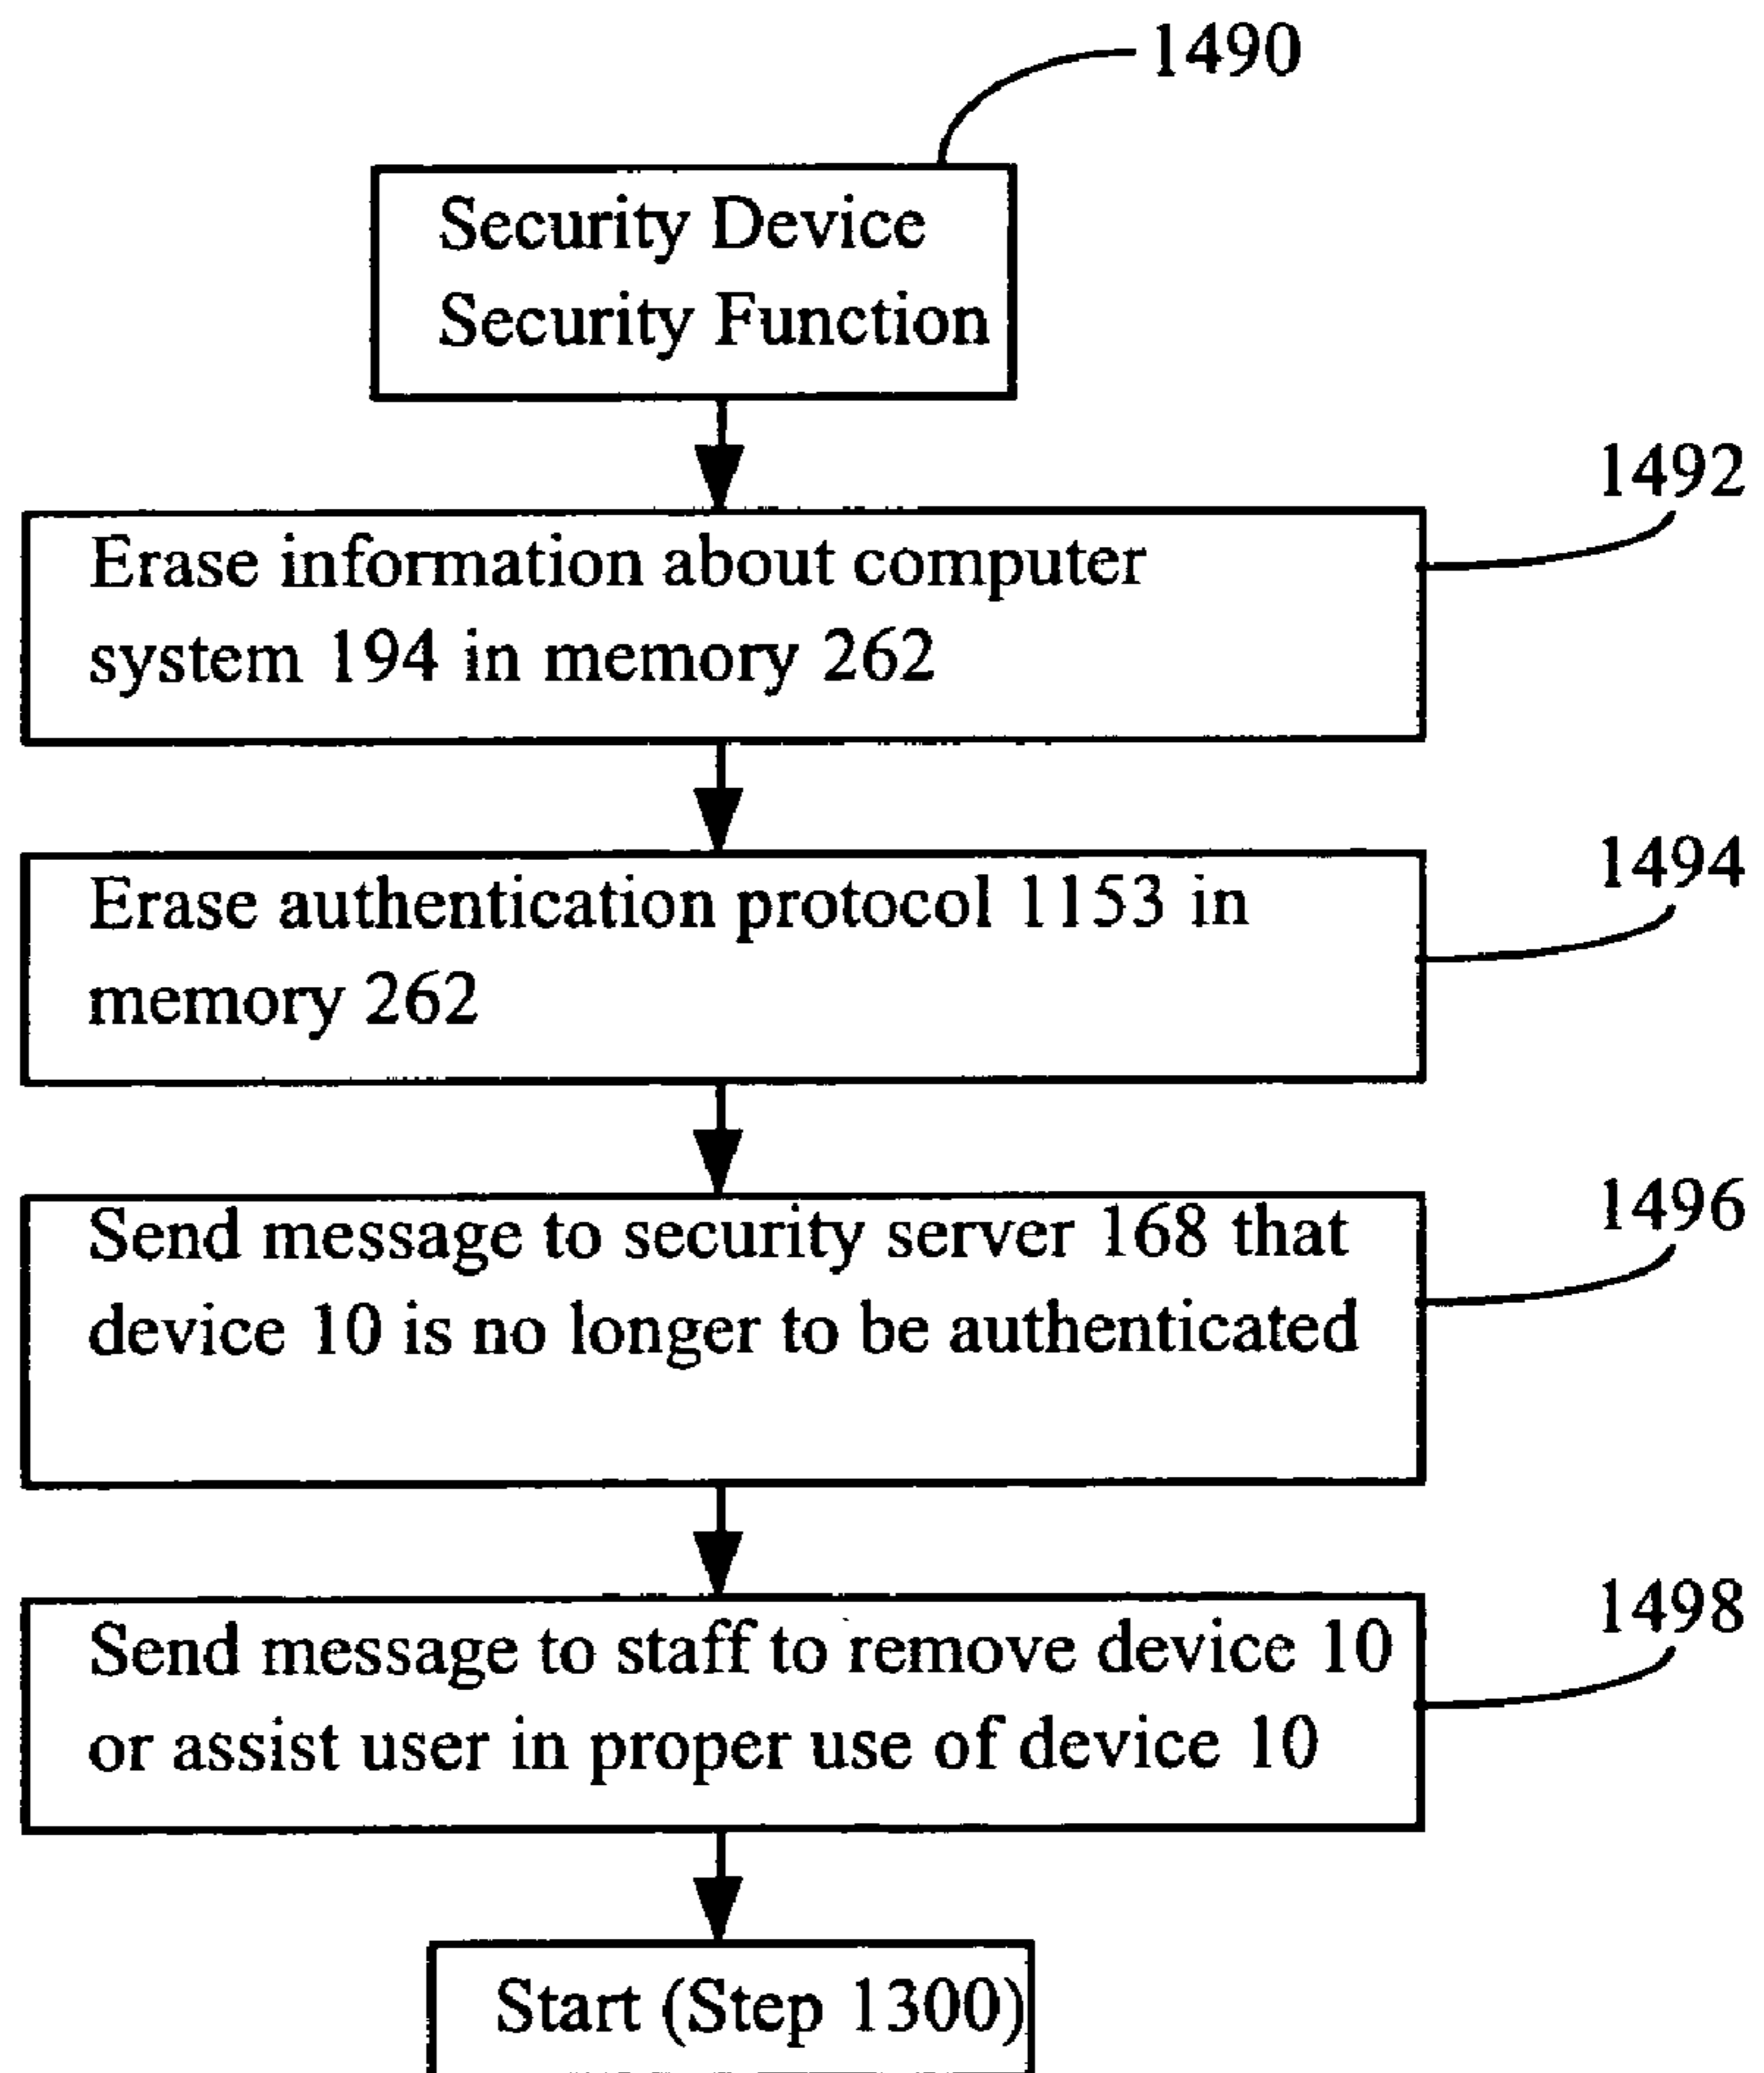 1490
Security Device
Security Function
1492
Erase information about computer
system 194 in memory 262
1494
Erase authentication protocol 1153 in
memory 262
1496
Send message to security server 168 that
device 10 is no longer to be authenticated
1498
Send message to staff to remove device 10
or assist user in proper use of device 10
Start (Step 1300)